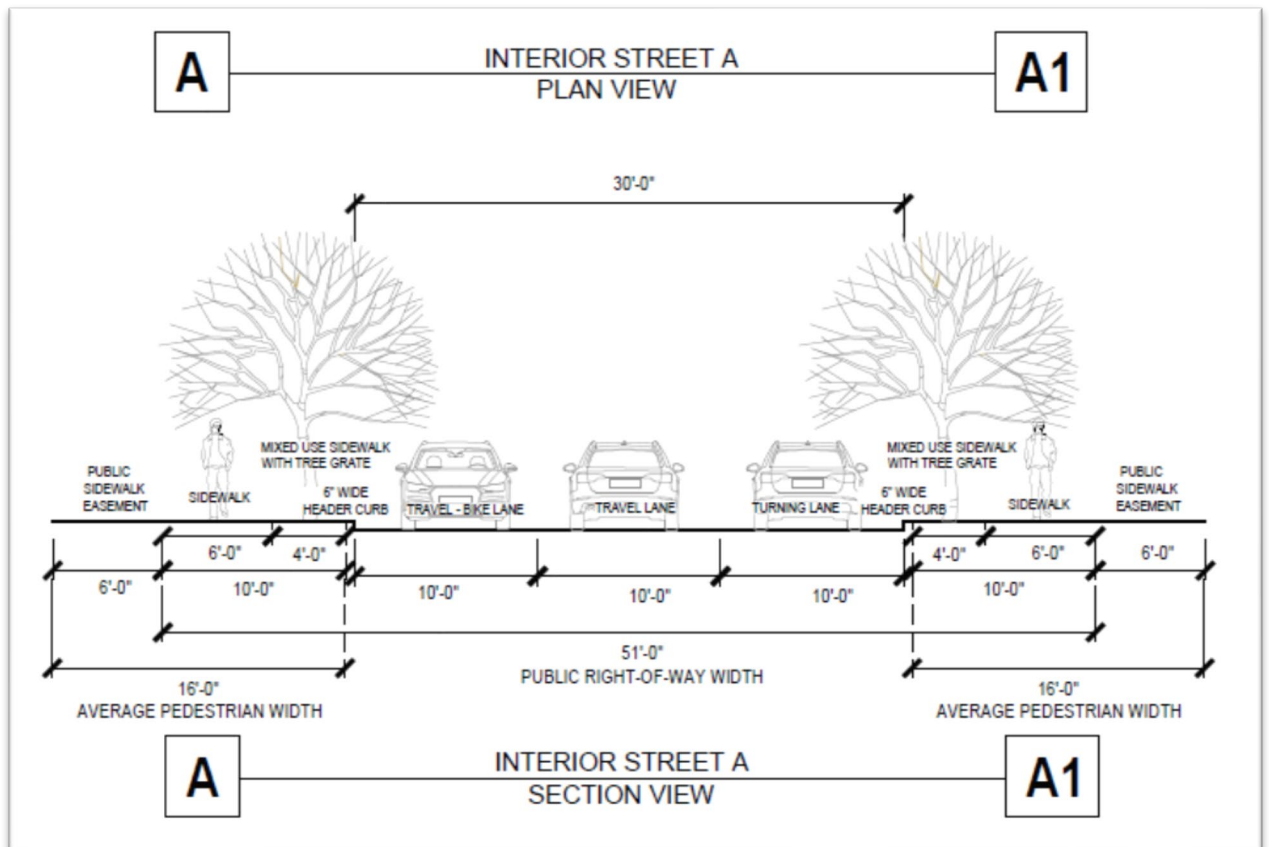 A
INTERIOR STREET A
PLAN VIEW
A1
30'-0"
PUBLIC
SIDEWALK
EASEMENT
SIDEWALK
MIXED USE SIDEWALK
WITH TREE GRATE
6" WIDE
HEADER CURB
TRAVEL - BIKE LANE
TRAVEL LANE
TURNING LANE
MIXED USE SIDEWALK
WITH TREE GRATE
6" WIDE
HEADER CURB
SIDEWALK
PUBLIC
SIDEWALK
EASEMENT
6'-0" 4'-0" 4'-0" 6'-0" 6'-0"
6'-0" 10'-0" 10'-0" 10'-0" 10'-0" 10'-0"
51'-0"
PUBLIC RIGHT-OF-WAY WIDTH
16'-0"
AVERAGE PEDESTRIAN WIDTH
16'-0"
AVERAGE PEDESTRIAN WIDTH
A
INTERIOR STREET A
SECTION VIEW
A1